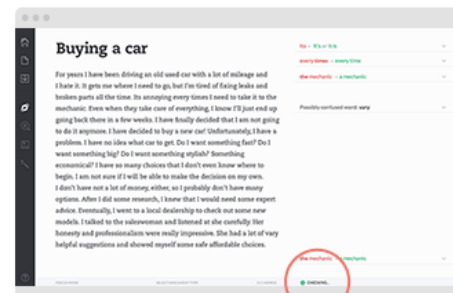 Buying a car
Its → It's or It is
every times → every time
the mechanic → a mechanic
For years I have been driving an old used car with a lot of mileage and
I hate it. It gets me where I need to go, but I'm tired of fixing leaks and
broken parts all the time. Its annoying every times I need to take it to the
mechanic. Even when they take care of everything, I know I'll just end up
going back there in a few weeks. I have finally decided that I am not going
to do it anymore. I have decided to buy a new car! Unfortunately, I have a
problem. I have no idea what car to get. Do I want something fast? Do I
want something big? Do I want something stylish? Something
economical? I have so many choices that I don't even know where to
begin. I am not sure if I will be able to make the decision on my own.
I don't have not a lot of money, either, so I probably don't have many
options. After I did some research, I knew that I would need some expert
advice. Eventually, I went to a local dealership to check out some new
models. I talked to the saleswoman and listened at she carefully. Her
honesty and professionalism were really impressive. She had a lot of vary
helpful suggestions and showed myself some safe affordable choices.
Possibly confused word: vary
the mechanic → a mechanic
CHECKING...